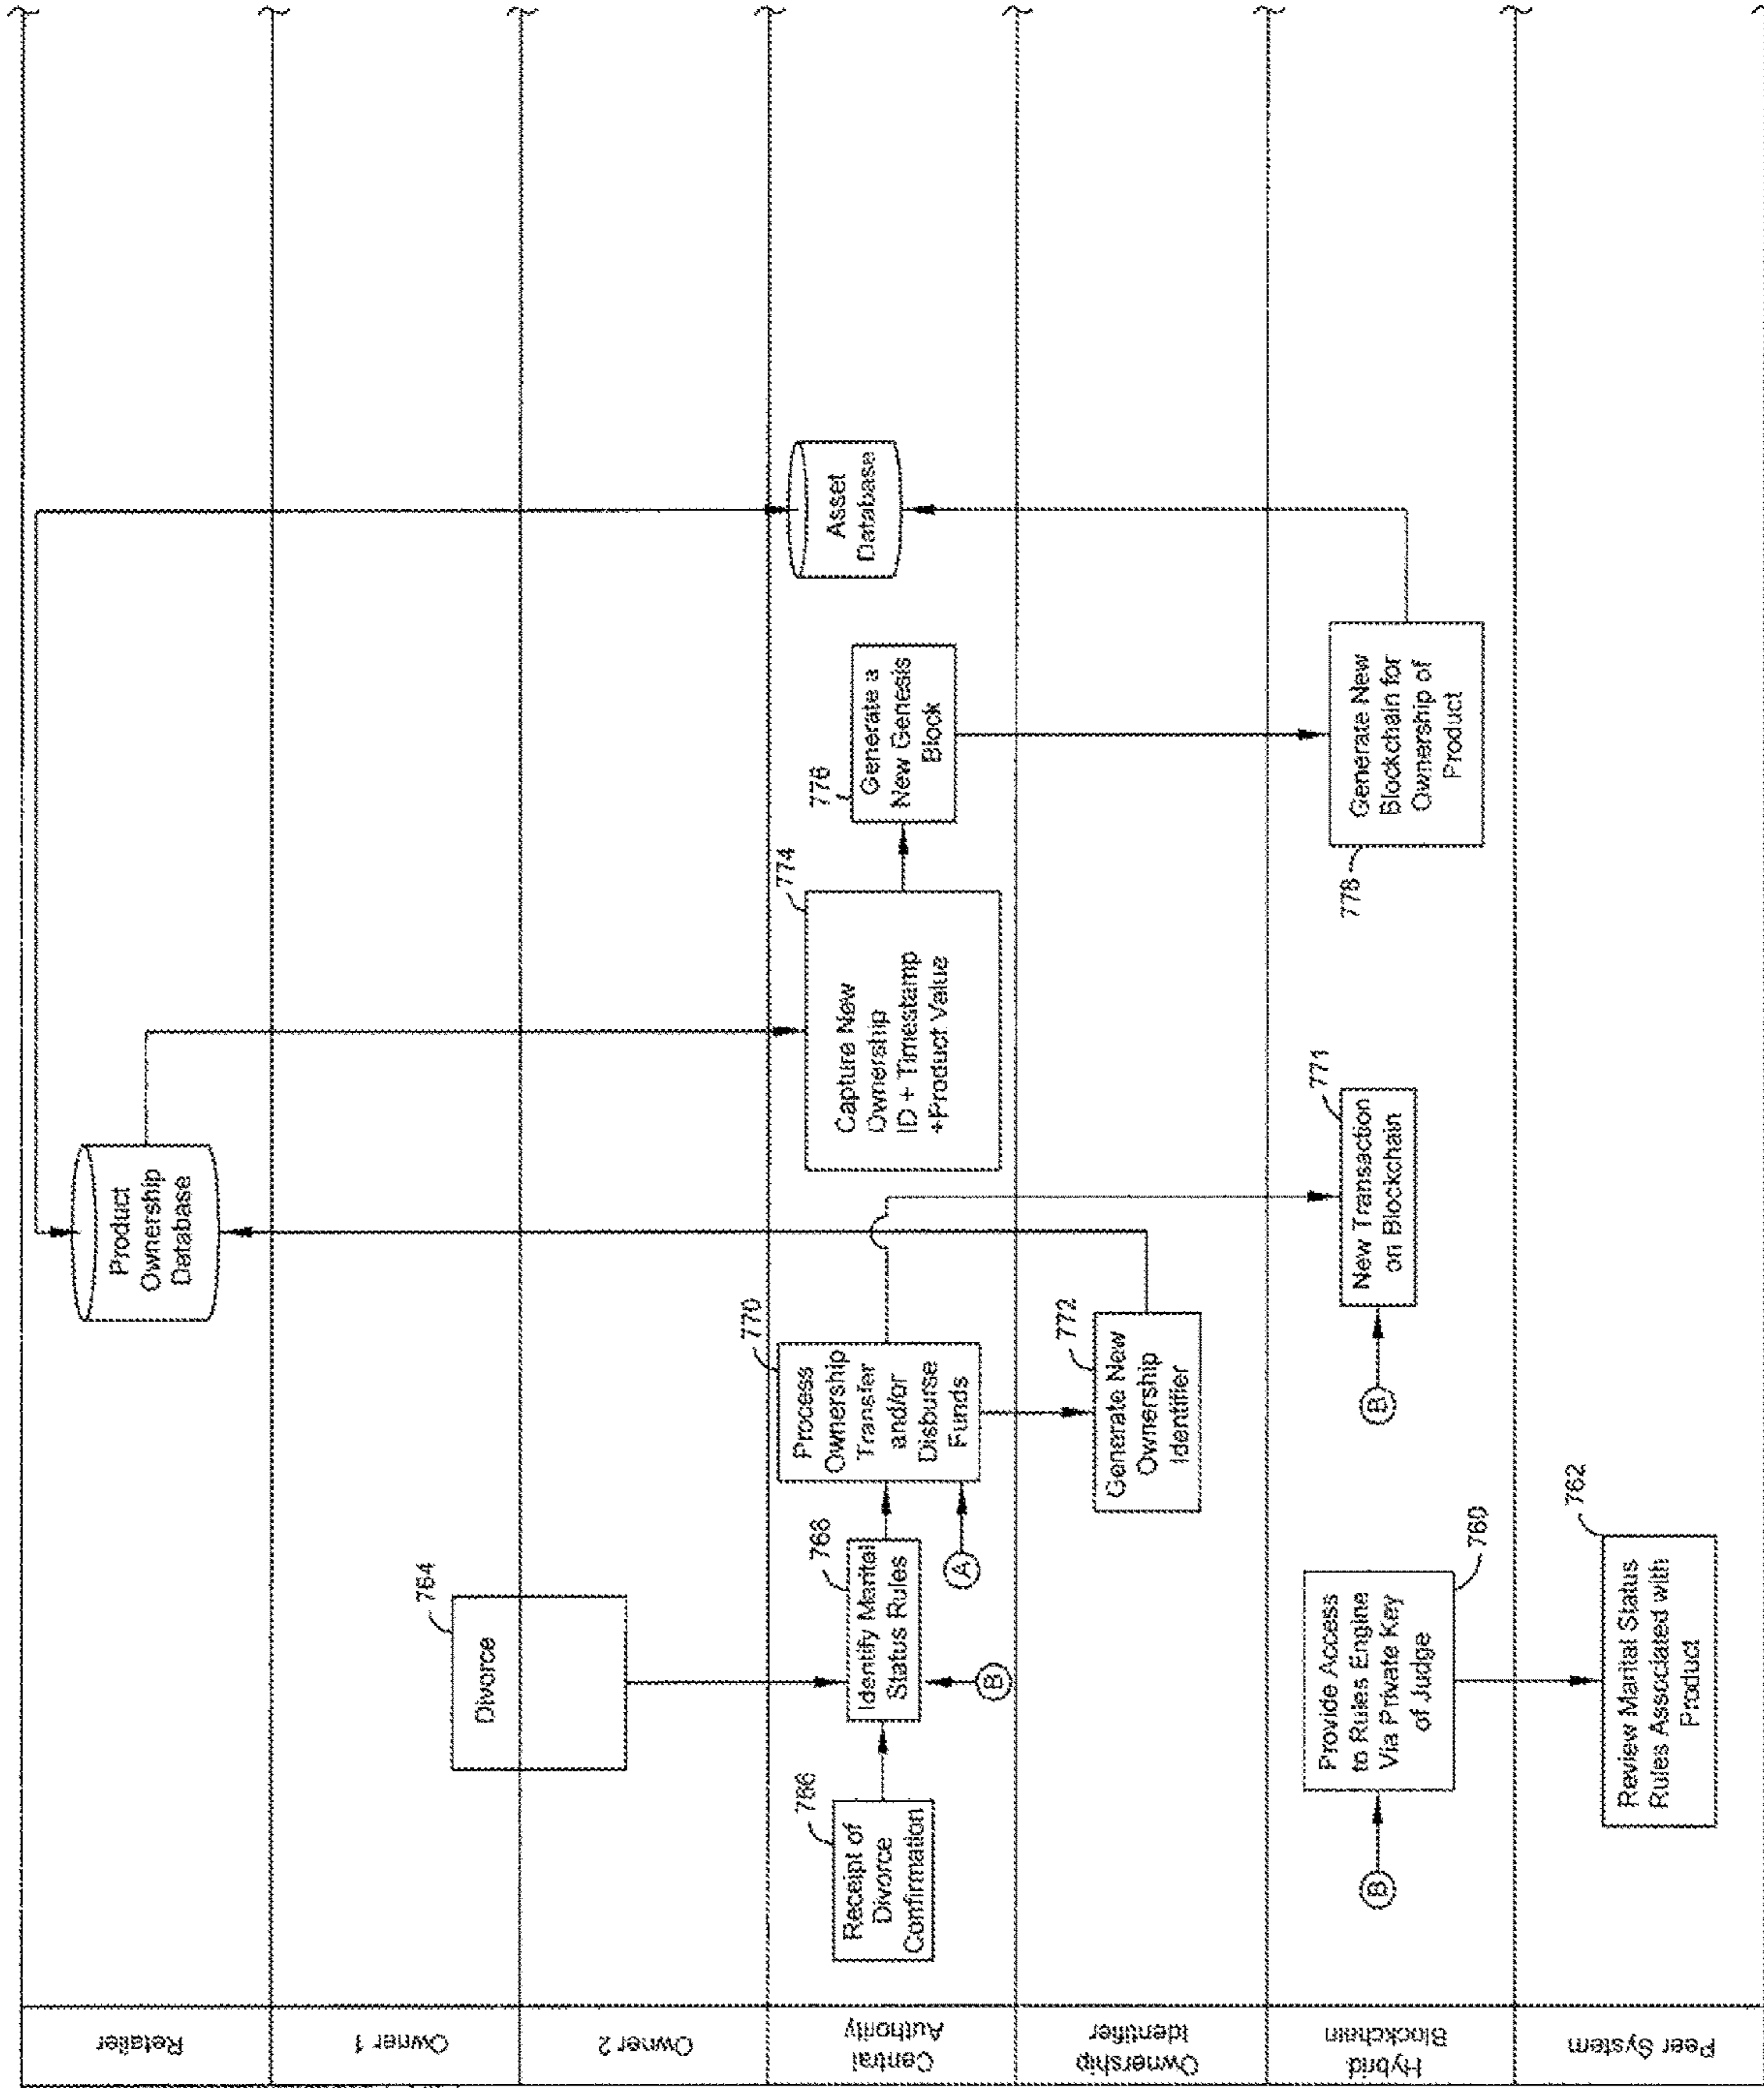 Retailer
Owner 1
Owner 2
Central
Authority
Ownership
Identifier
Hybrid
Blockchain
Peer System
Product
Ownership
Database
764
Divorce
766
Receipt of
Divorce
Confirmation
768
Identify Marital
Status Rules
B
A
770
Process
Ownership
Transfer
and/or
Disburse
Funds
774
Capture New
Ownership
ID + Timestamp
+Product Value
776
Generate a
New Genesis
Block
Asset
Database
772
Generate New
Ownership
Identifier
B
760
Provide Access
to Rules Engine
Via Private Key
of Judge
B
771
New Transaction
on Blockchain
778
Generate New
Blockchain for
Ownership of
Product
762
Review Marital Status
Rules Associated with
Product